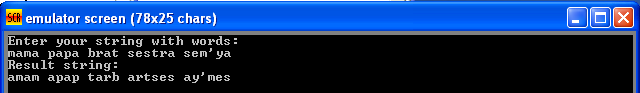 emulator screen (78x25 chars)
Enter your string with words:
mama papa brat sestra sem'ya
Result string:
amam apap tarb artses ay'mes